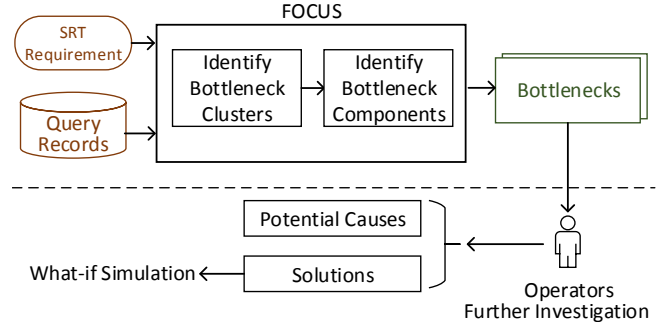 FOCUS
SRT
Requirement
Query
Records
Identify
Bottleneck
Clusters
Identify
Bottleneck
Components
Bottlenecks
Potential Causes
Solutions
What-if Simulation
Operators
Further Investigation